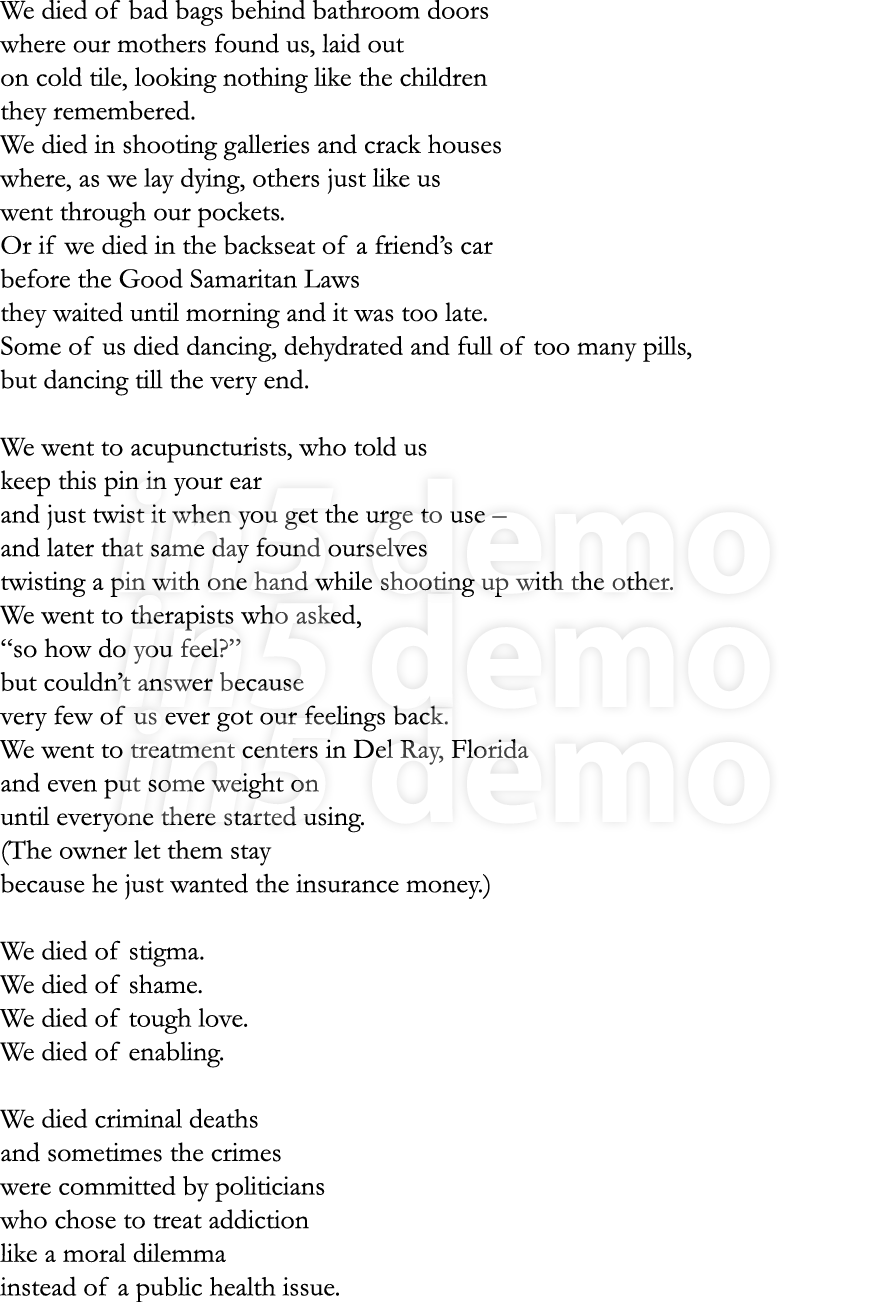 We died of bad bags behind bathroom doors
where our mothers found us, laid out
on cold tile, looking nothing like the children
they remembered.
We died in shooting galleries and crack houses
where, as we lay dying, others just like us
went through our pockets.
Or if we died in the backseat of a friend’s car
before the Good Samaritan Laws
they waited until morning and it was too late.
Some of us died dancing, dehydrated and full of too many pills,
but dancing till the very end.

We went to acupuncturists, who told us
keep this pin in your ear
and just twist it when you get the urge to use –
and later that same day found ourselves
twisting a pin with one hand while shooting up with the other.
We went to therapists who asked,
“so how do you feel?”
but couldn’t answer because
very few of us ever got our feelings back.
We went to treatment centers in Del Ray, Florida
and even put some weight on
until everyone there started using.
(The owner let them stay
because he just wanted the insurance money.)

We died of stigma.
We died of shame.
We died of tough love.
We died of enabling.

We died criminal deaths
and sometimes the crimes
were committed by politicians
who chose to treat addiction
like a moral dilemma
instead of a public health issue.
in5 demo
in5 demo
in5 demo